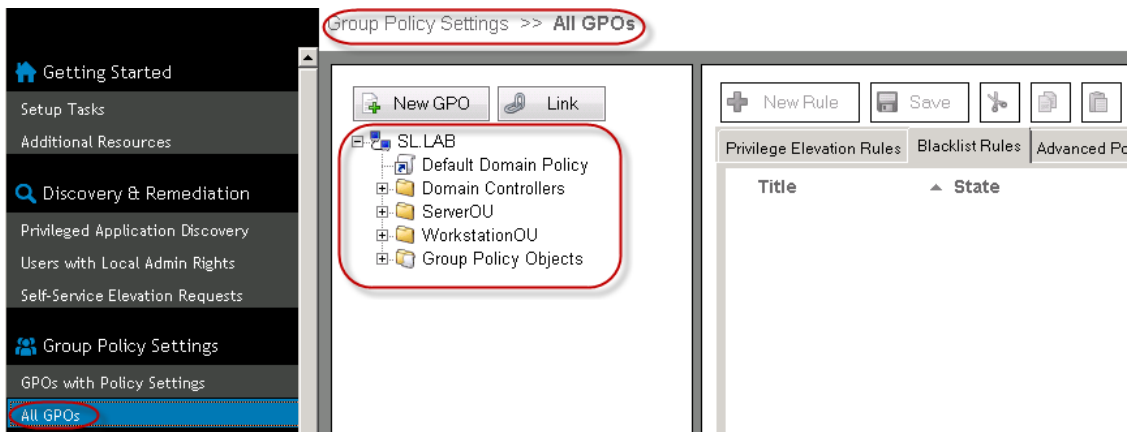 Group Policy Settings >> All GPOs
Getting Started
Setup Tasks
Additional Resources
Discovery & Remediation
Privileged Application Discovery
Users with Local Admin Rights
Self-Service Elevation Requests
Group Policy Settings
GPOs with Policy Settings
All GPOs
New GPO
Link
SL.LAB
Default Domain Policy
Domain Controllers
ServerOU
WorkstationOU
Group Policy Objects
New Rule
Save
Privilege Elevation Rules
Blacklist Rules
Advanced Po
Title
State